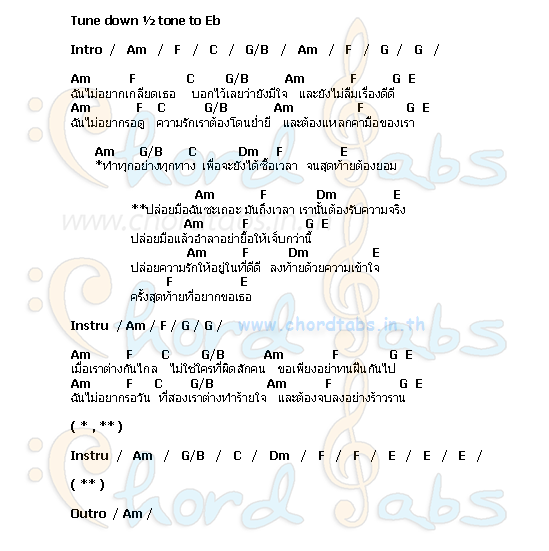 Tune down ½ tone to Eb
Intro / Am / F / C / G/B / Am / F / G / G /
Am F C G/B Am F G E
ฉันไม่อยากเกลียดเธอ บอกไว้เลยว่ายังมีใจ และยังไม่ลืมเรื่องดีดี
Am F C G/B Am F G E
ฉันไม่อยากรอดู ความรักเราต้องโดนย่ำยี และต้องแหลกคามือของเรา
Am G/B C Dm F E
*ทำทุกอย่างทุกทาง เพื่อจะยังได้ซื้อเวลา จนสุดท้ายต้องยอม
Am F Dm E
**ปล่อยมือฉันซะเถอะ มันถึงเวลา เรานั้นต้องรับความจริง
Am F G E
ปล่อยมือแล้วอำลาอย่ายื้อให้เจ็บกว่านี้
Am F Dm E
ปล่อยความรักให้อยู่ในที่ดีดี ลงท้ายด้วยความเข้าใจ
F E
ครั้งสุดท้ายที่อยากขอเธอ
Instru / Am / F / G / G /
www.chordtabs.in.th
Am F C G/B Am F G E
เมื่อเราต่างกันไกล ไม่ใช่ใครที่ผิดสักคน ขอเพียงอย่าทนฝืนกันไป
Am F C G/B Am F G E
ฉันไม่อยากรอวัน ที่สองเราต่างทำร้ายใจ และต้องจบลงอย่างร้าวราน
( * , ** )
Instru / Am / G/B / C / Dm / F / F / E / E / E /
( ** )
Outro / Am /